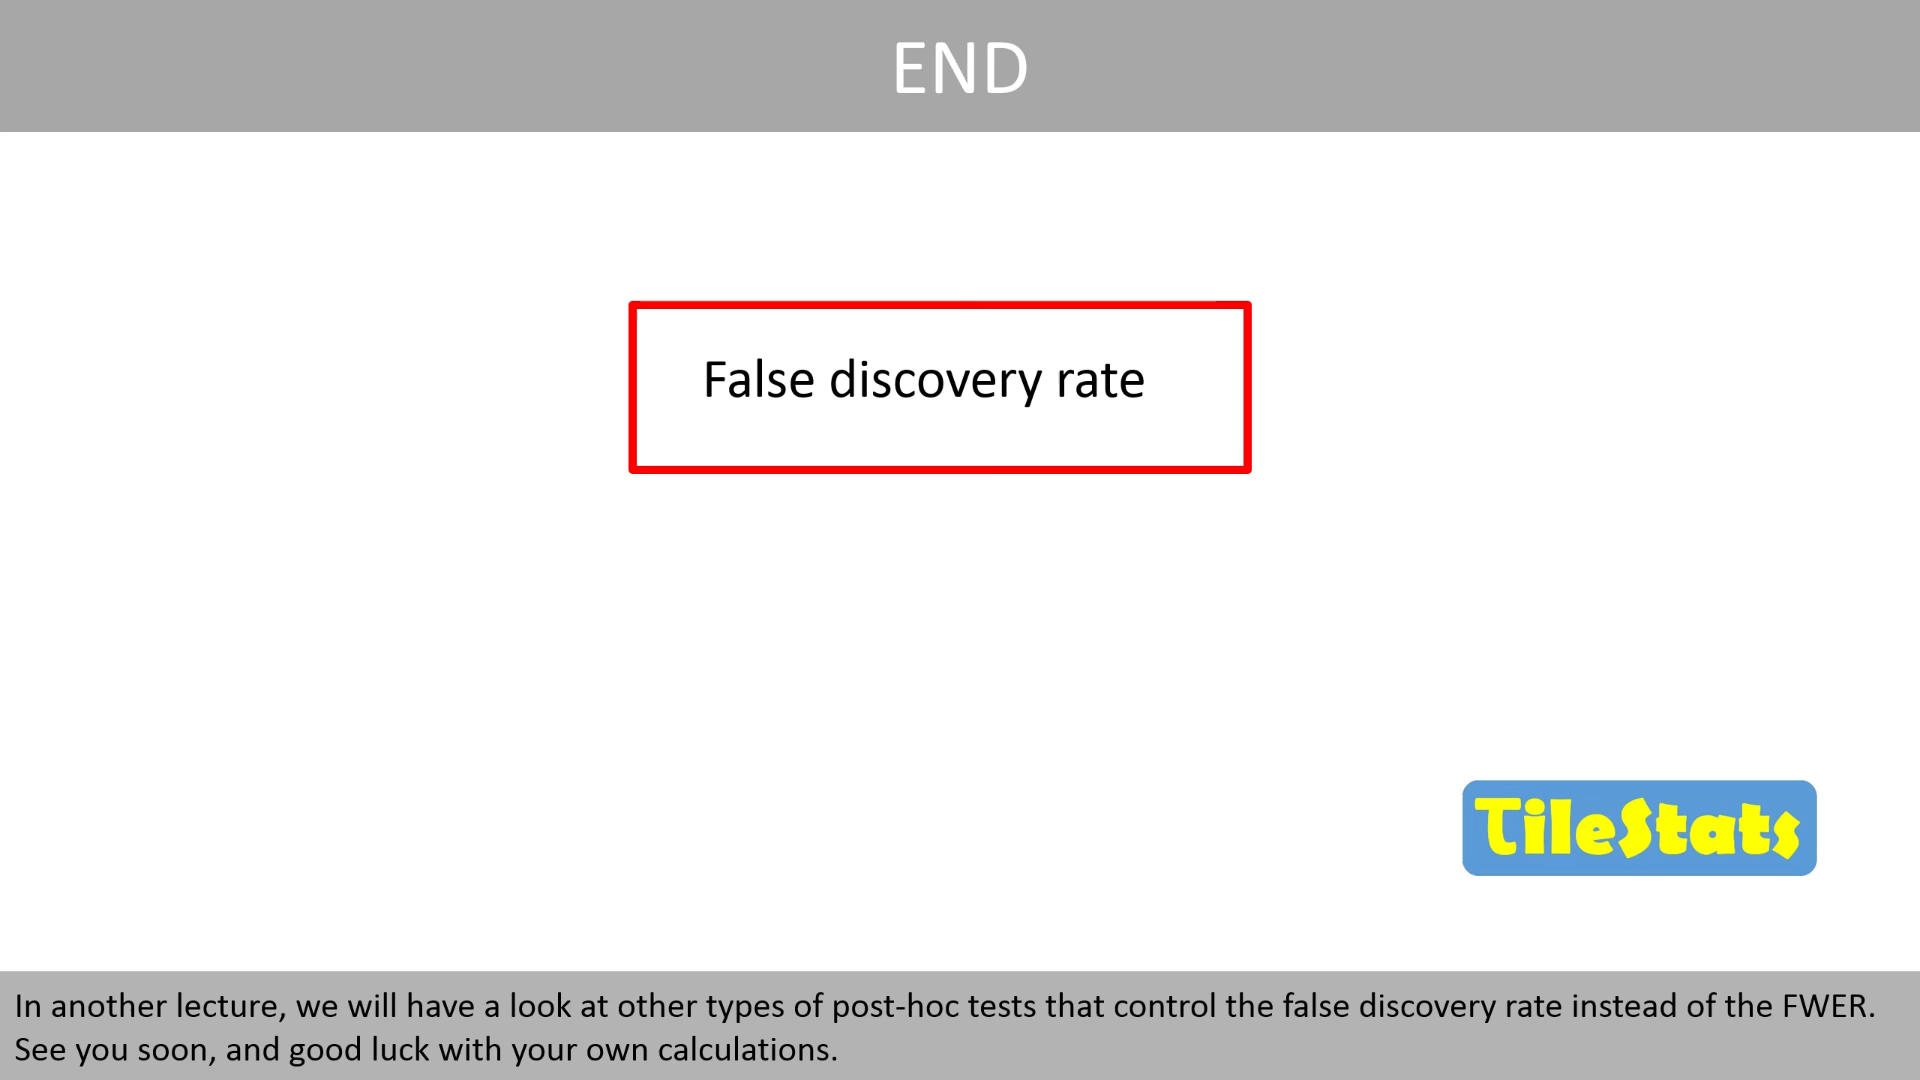 END
False discovery rate
TileStats
In another lecture, we will have a look at other types of post-hoc tests that control the false discovery rate instead of the FWER.
See you soon, and good luck with your own calculations.